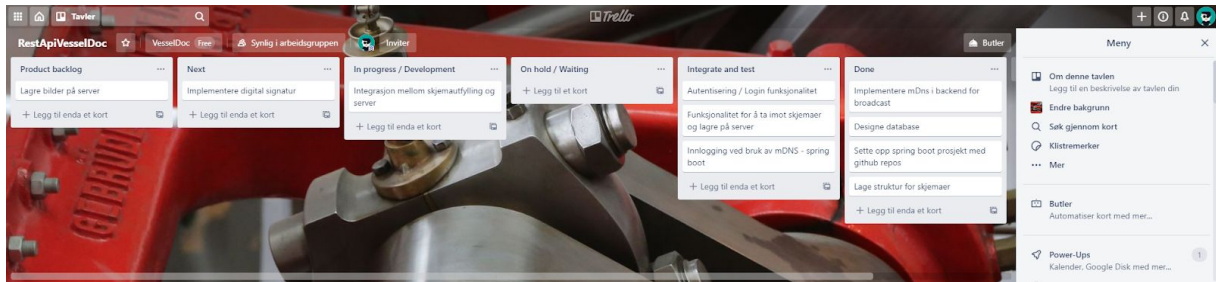 Tavler
Trello
RestApiVesselDoc
VesselDoc Free
Synlig i arbeidsgruppen
Inviter
Butler
Product backlog
Lagre bilder på server
+ Legg til enda et kort
Next
Implementere digital signatur
+ Legg til enda et kort
In progress / Development
Integrasjon mellom skjemautfylling og
server
+ Legg til enda et kort
On hold / Waiting
+ Legg til et kort
Integrate and test
Autentisering / Login funksjonalitet
Funksjonalitet for å ta imot skjemaer
og lagre på server
Innlogging ved bruk av mDNS - spring
boot
+ Legg til enda et kort
Done
Implementere mDns i backend for
broadcast
Designe database
Sette opp spring boot prosjekt med
github repos
Lage struktur for skjemaer
+ Legg til enda et kort
Meny
Om denne tavlen
Legg til en beskrivelse av tavlen din
Endre bakgrunn
Søk gjennom kort
Klistremerker
Mer
Butler
Automatiser kort med mer...
Power-Ups 1
Kalender, Google Disk med mer...